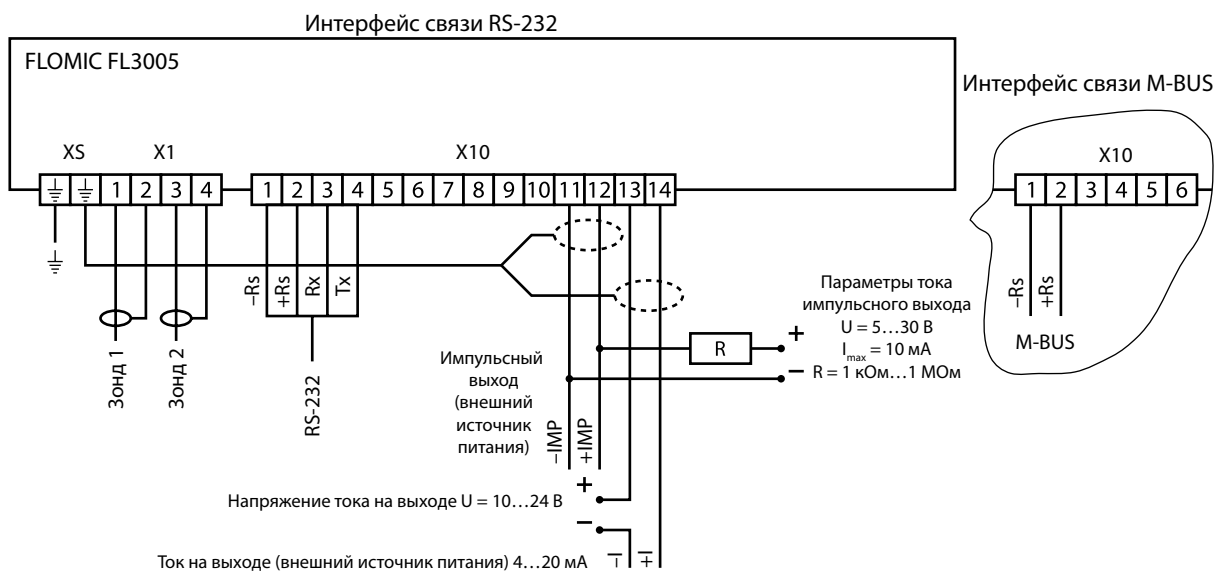 Интерфейс связи RS-232
FLOMIC FL3005
Интерфейс связи M-BUS
XS X1 X10
1 2 3 4 1 2 3 4 5 6 7 8 9 10 11 12 13 14
X10
1 2 3 4 5 6
–Rs
+Rs
Rx
Tx
–Rs
+Rs
M-BUS
Зонд 1
Зонд 2
RS-232
Параметры тока
импульсного выхода
U = 5…30 В
Imax = 10 мА
R = 1 кОм…1 МОм
R
+
–
Импульсный
выход
(внешний
источник
питания)
–IMP
+IMP
+
Напряжение тока на выходе U = 10…24 В
–
Ток на выходе (внешний источник питания) 4…20 мА
–I
+I